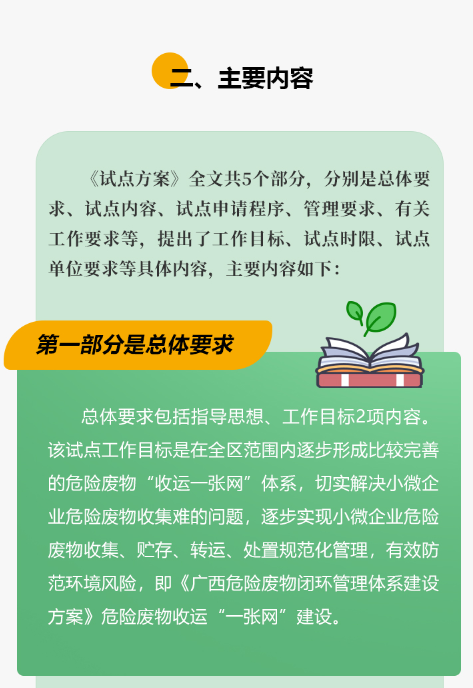 二、主要内容
《试点方案》全文共5个部分，分别是总体要
求、试点内容、试点申请程序、管理要求、有关
工作要求等，提出了工作目标、试点时限、试点
单位要求等具体内容，主要内容如下：
第一部分是总体要求
总体要求包括指导思想、工作目标2项内容。
该试点工作目标是在全区范围内逐步形成比较完善
的危险废物“收运一张网”体系，切实解决小微企
业危险废物收集难的问题，逐步实现小微企业危险
废物收集、贮存、转运、处置规范化管理，有效防
范环境风险，即《广西危险废物闭环管理体系建设
方案》危险废物收运“一张网”建设。